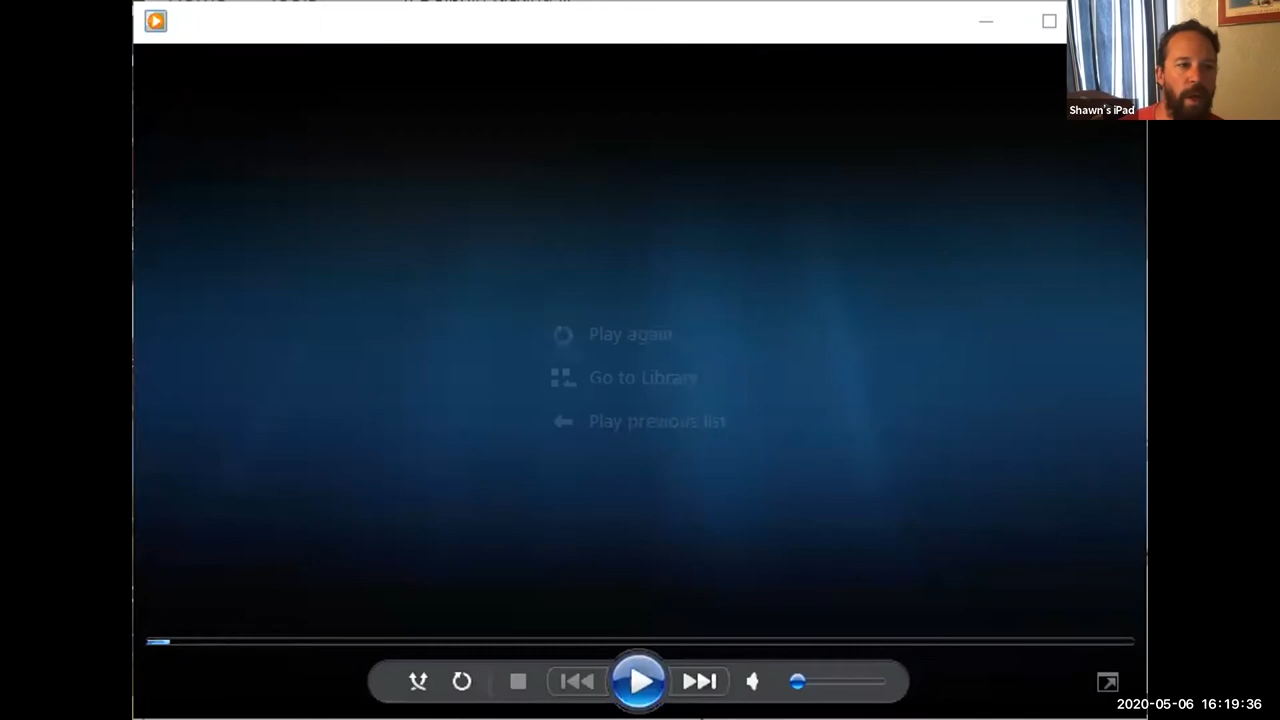 Shawn's iPad
Play again
Go to Library
Play previous list
2020-05-06 16:19:36